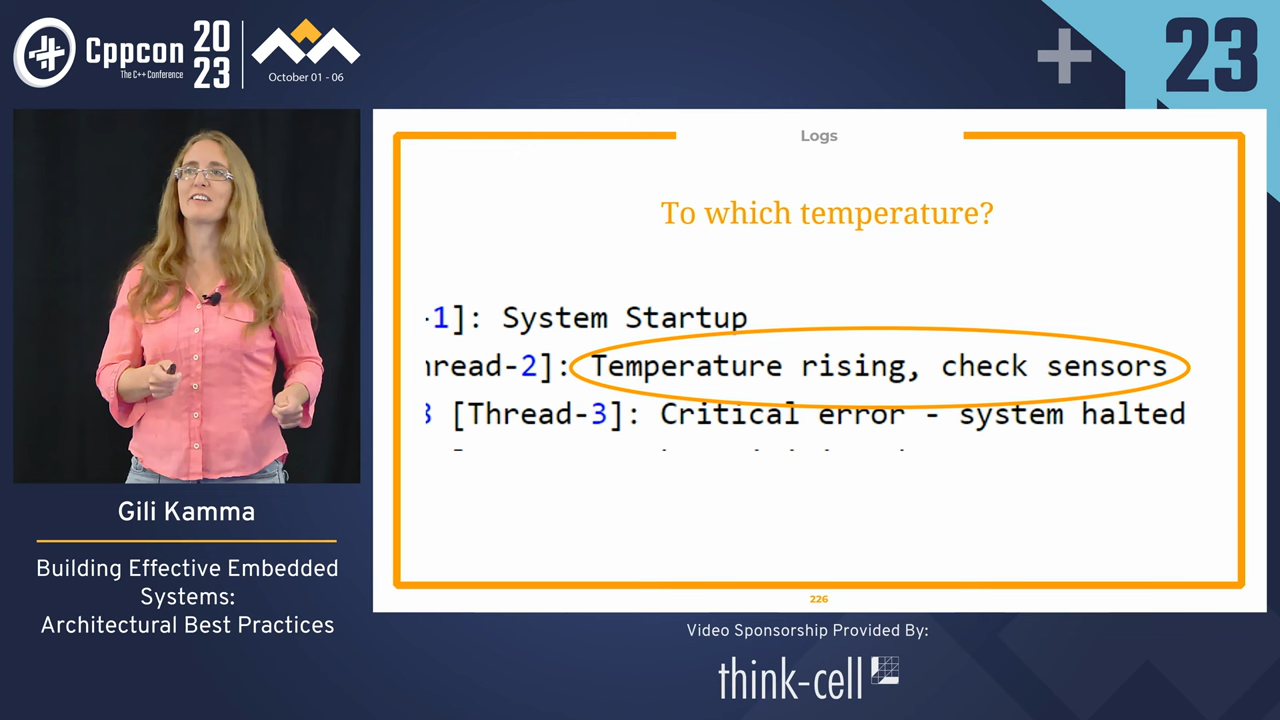 Cppcon
The C++ Conference
20
23
October 01 - 06
23
Logs
To which temperature?
-1]: System Startup
hread-2]: Temperature rising, check sensors
3 [Thread-3]: Critical error - system halted
226
Gili Kamma
Building Effective Embedded
Systems:
Architectural Best Practices
Video Sponsorship Provided By:
think-cell